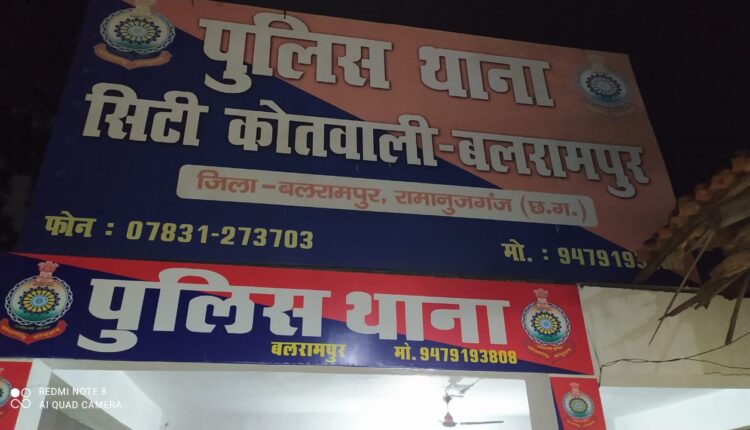 पुलिस थाना
सिटी कोतवाली-बलरामपुर
जिला-बलरामपुर, रामानुजगंज (छ.ग.)
फोन : 07831-273703 मो. : 9479193
पुलिस थाना
बलरामपुर मो. 9479193808
REDMI NOTE 8
AI QUAD CAMERA